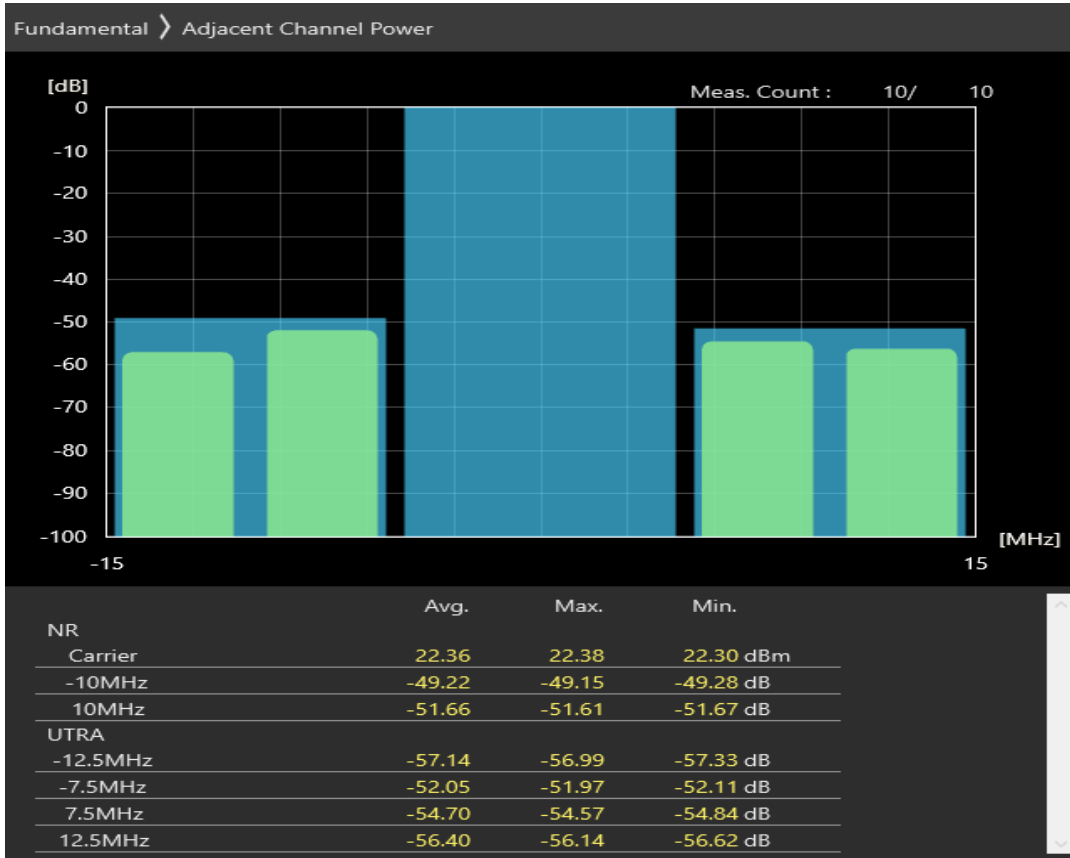 Fundamental 〉 Adjacent Channel Power
[dB]
Meas. Count : 10/ 10
0
-10
-20
-30
-40
-50
-60
-70
-80
-90
-100
[MHz]
-15 15
Avg. Max. Min.
NR
Carrier 22.36 22.38 22.30 dBm
-10MHz -49.22 -49.15 -49.28 dB
10MHz -51.66 -51.61 -51.67 dB
UTRA
-12.5MHz -57.14 -56.99 -57.33 dB
-7.5MHz -52.05 -51.97 -52.11 dB
7.5MHz -54.70 -54.57 -54.84 dB
12.5MHz -56.40 -56.14 -56.62 dB